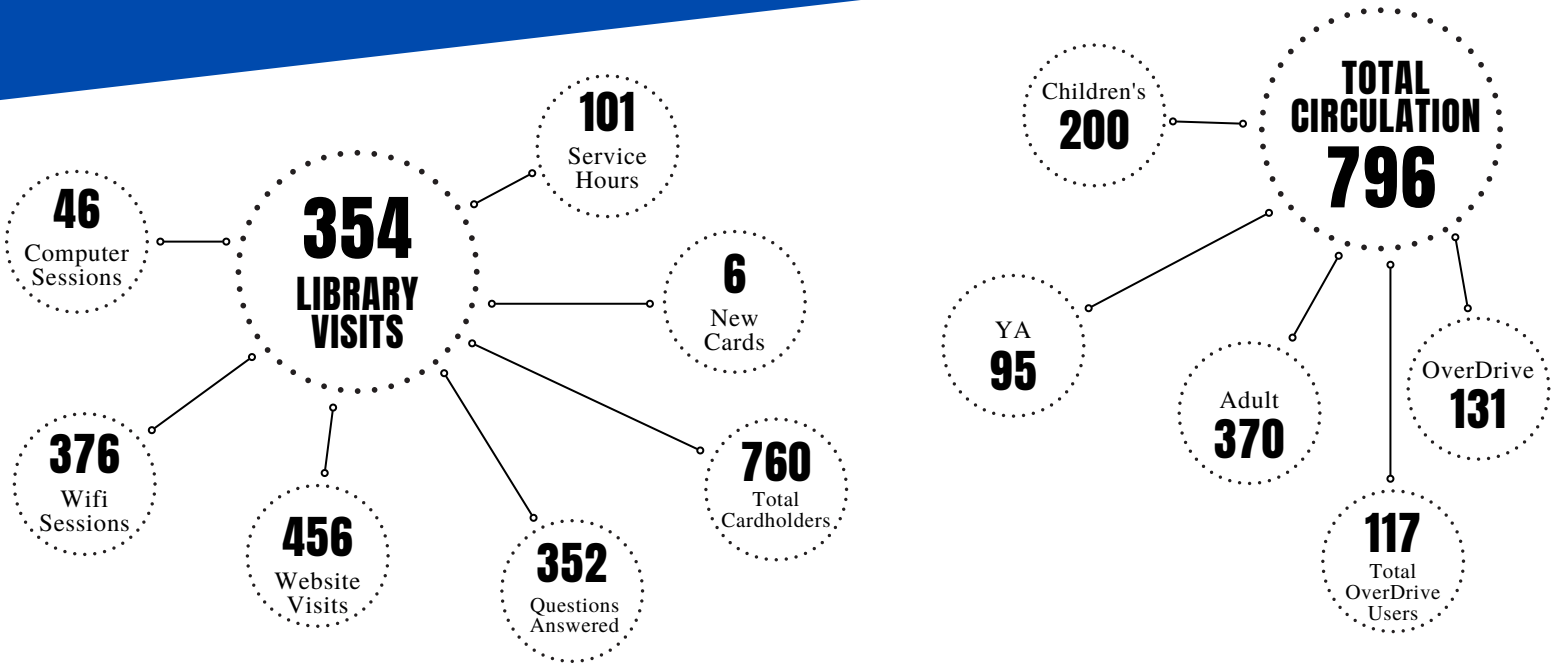 354
LIBRARY
VISITS
101
Service
Hours
46
Computer
Sessions
6
New
Cards
376
Wifi
Sessions
456
Website
Visits
352
Questions
Answered
760
Total
Cardholders
TOTAL
CIRCULATION
796
Children's
200
YA
95
Adult
370
OverDrive
131
117
Total
OverDrive
Users